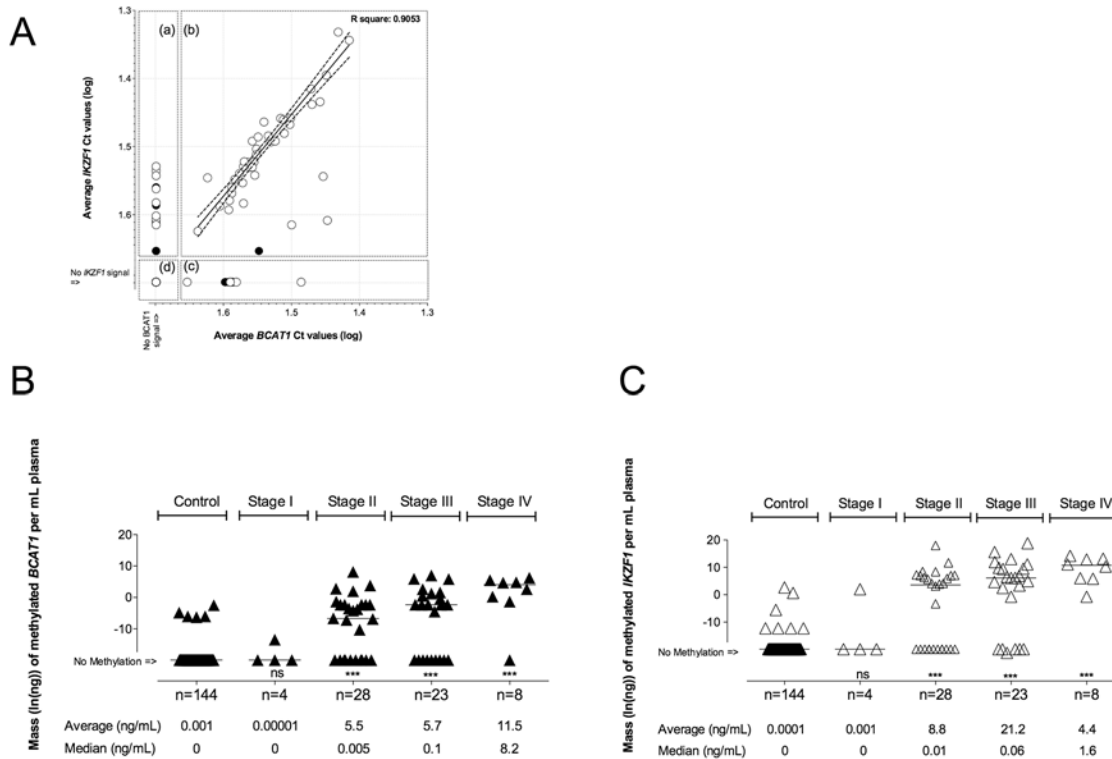 A
1.3
(a)
(b)
R square: 0.9053
1.4
1.5
1.6
Average IKZF1 Ct values (log)
No IKZF1 signal
=>
(d)
(c)
No BCAT1
signal =>
1.6
1.5
1.4
1.3
Average BCAT1 Ct values (log)
B
Mass (ln(ng)) of methylated BCAT1 per mL plasma
Control Stage I Stage II Stage III Stage IV
20
10
0
-10
No Methylation =>
ns *** *** ***
n=144 n=4 n=28 n=23 n=8
Average (ng/mL) 0.001 0.00001 5.5 5.7 11.5
Median (ng/mL) 0 0 0.005 0.1 8.2
C
Mass (ln(ng)) of methylated IKZF1 per mL plasma
Control Stage I Stage II Stage III Stage IV
20
10
0
-10
No Methylation =>
ns *** *** ***
n=144 n=4 n=28 n=23 n=8
Average (ng/mL) 0.0001 0.001 8.8 21.2 4.4
Median (ng/mL) 0 0 0.01 0.06 1.6